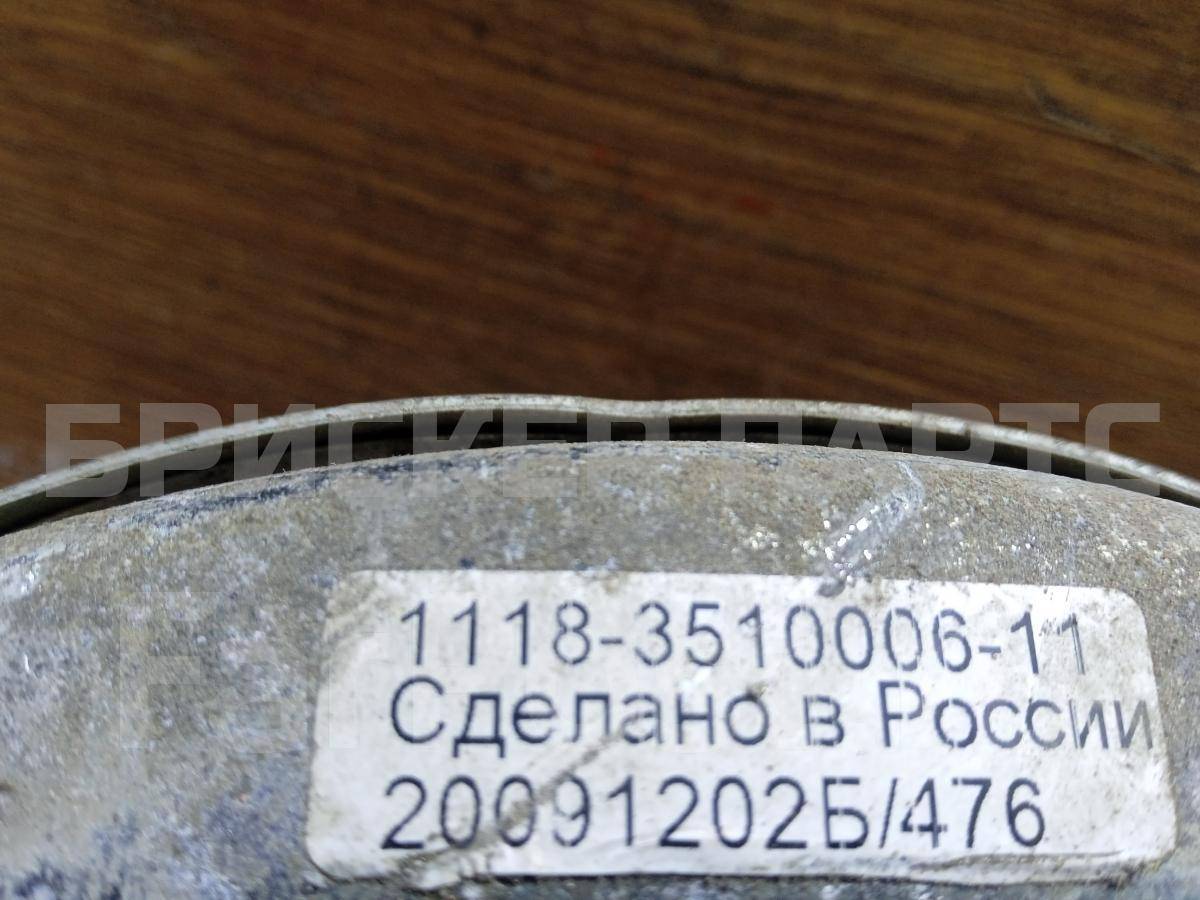 БРИСКЕР ПАРТС
1118-3510006-11
Сделано в России
20091202Б/476